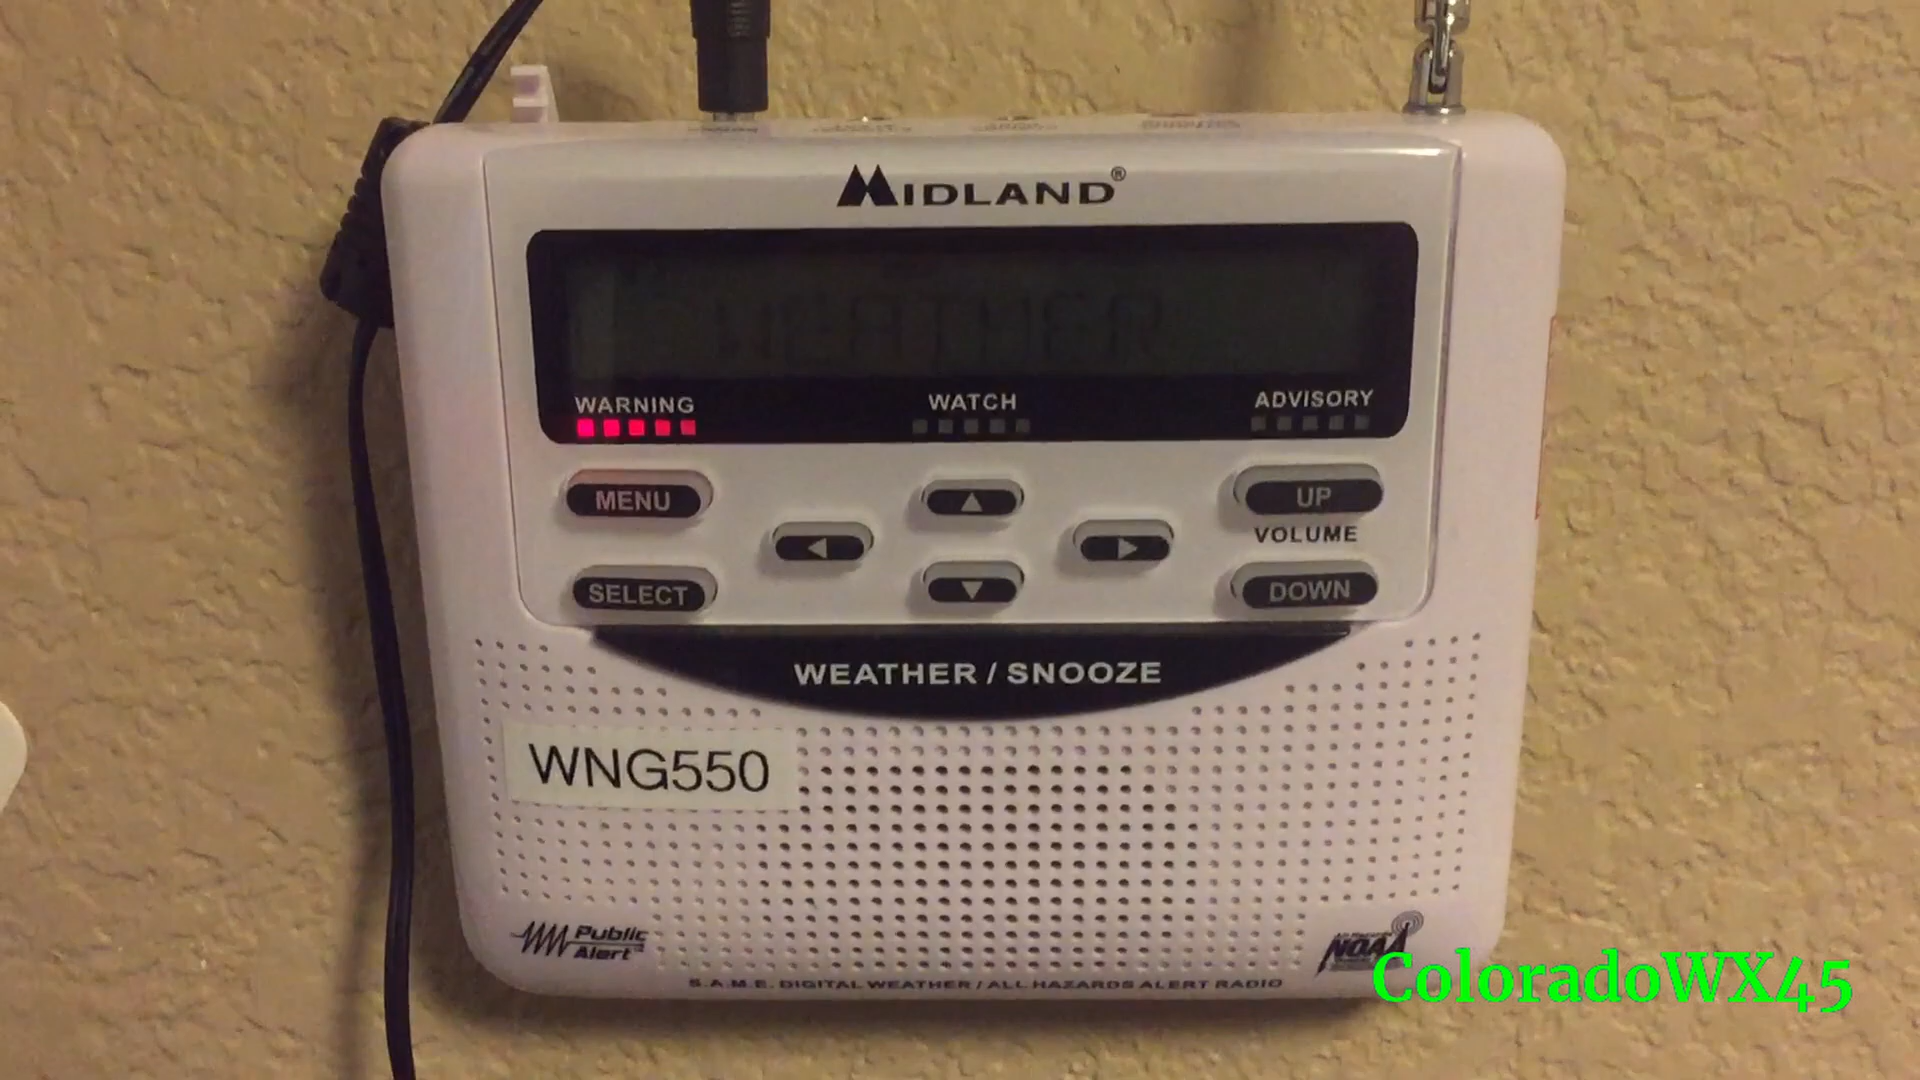 MIDLAND®
WEATHER
WARNING
WATCH
ADVISORY
MENU
UP
VOLUME
SELECT
DOWN
WEATHER / SNOOZE
WNG550
Public
Alert
NOAA
S.A.M.E. DIGITAL WEATHER / ALL HAZARDS ALERT RADIO
ColoradoWX45